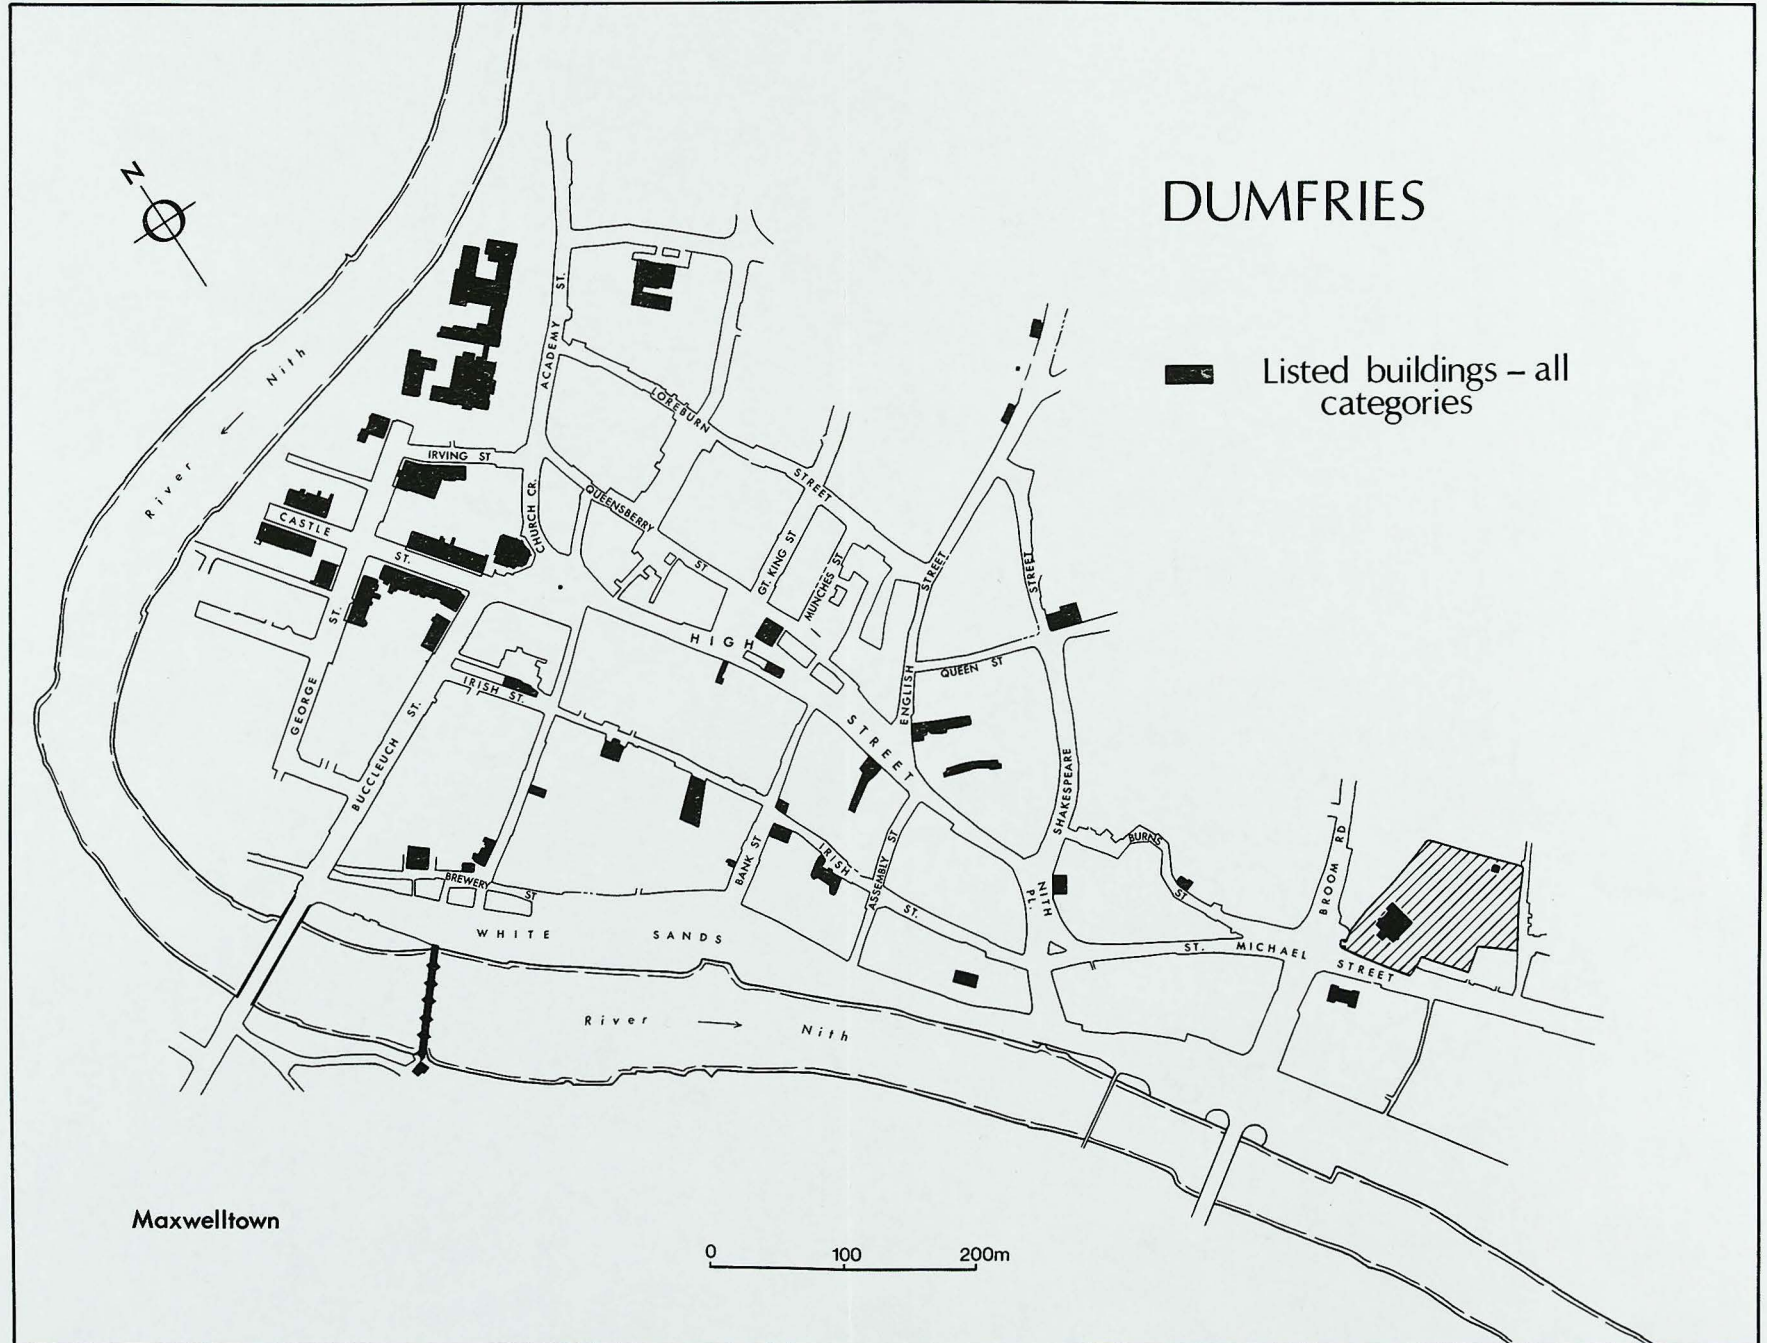 N
DUMFRIES
Listed buildings – all
categories
River Nith
ACADEMY ST.
LOREBURN STREET
IRVING ST
CHURCH CR.
QUEENSBERRY ST
CASTLE ST.
GT. KING ST
MUNCHES ST
ENGLISH STREET
SHAKESPEARE STREET
QUEEN ST
HIGH STREET
GEORGE ST.
BUCCLEUCH ST.
IRISH ST.
BANK ST
IRISH ST.
ASSEMBLY ST
NITH PL.
BURNS ST
BROOM RD
BREWERY ST
WHITE SANDS
ST. MICHAEL STREET
River Nith
Maxwelltown
0 100 200m